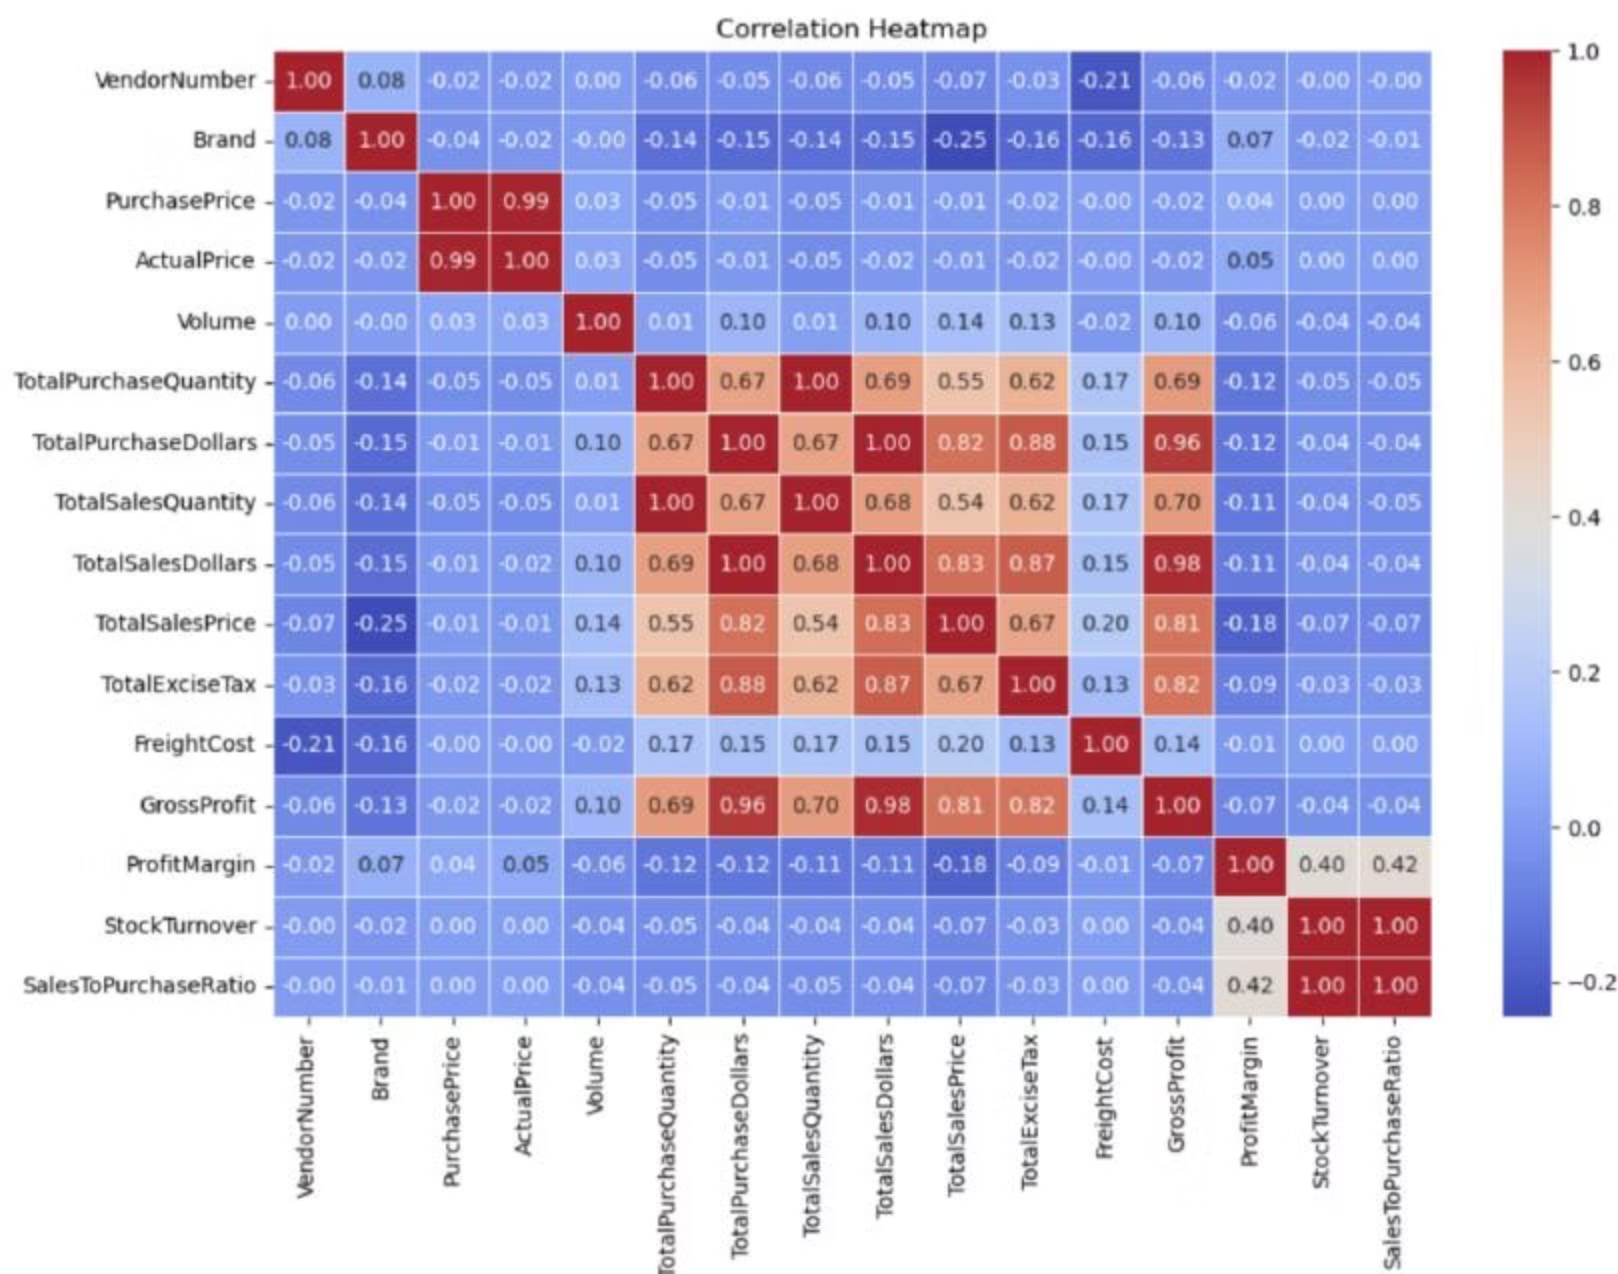 Correlation Heatmap
VendorNumber 1.00 0.08 -0.02 -0.02 0.00 -0.06 -0.05 -0.06 -0.05 -0.07 -0.03 -0.21 -0.06 -0.02 -0.00 -0.00
Brand 0.08 1.00 -0.04 -0.02 -0.00 -0.14 -0.15 -0.14 -0.15 -0.25 -0.16 -0.16 -0.13 0.07 -0.02 -0.01
PurchasePrice -0.02 -0.04 1.00 0.99 0.03 -0.05 -0.01 -0.05 -0.01 -0.01 -0.02 -0.00 -0.02 0.04 0.00 0.00
ActualPrice -0.02 -0.02 0.99 1.00 0.03 -0.05 -0.01 -0.05 -0.02 -0.01 -0.02 -0.00 -0.02 0.05 0.00 0.00
Volume 0.00 -0.00 0.03 0.03 1.00 0.01 0.10 0.01 0.10 0.14 0.13 -0.02 0.10 -0.06 -0.04 -0.04
TotalPurchaseQuantity -0.06 -0.14 -0.05 -0.05 0.01 1.00 0.67 1.00 0.69 0.55 0.62 0.17 0.69 -0.12 -0.05 -0.05
TotalPurchaseDollars -0.05 -0.15 -0.01 -0.01 0.10 0.67 1.00 0.67 1.00 0.82 0.88 0.15 0.96 -0.12 -0.04 -0.04
TotalSalesQuantity -0.06 -0.14 -0.05 -0.05 0.01 1.00 0.67 1.00 0.68 0.54 0.62 0.17 0.70 -0.11 -0.04 -0.05
TotalSalesDollars -0.05 -0.15 -0.01 -0.02 0.10 0.69 1.00 0.68 1.00 0.83 0.87 0.15 0.98 -0.11 -0.04 -0.04
TotalSalesPrice -0.07 -0.25 -0.01 -0.01 0.14 0.55 0.82 0.54 0.83 1.00 0.67 0.20 0.81 -0.18 -0.07 -0.07
TotalExciseTax -0.03 -0.16 -0.02 -0.02 0.13 0.62 0.88 0.62 0.87 0.67 1.00 0.13 0.82 -0.09 -0.03 -0.03
FreightCost -0.21 -0.16 -0.00 -0.00 -0.02 0.17 0.15 0.17 0.15 0.20 0.13 1.00 0.14 -0.01 0.00 0.00
GrossProfit -0.06 -0.13 -0.02 -0.02 0.10 0.69 0.96 0.70 0.98 0.81 0.82 0.14 1.00 -0.07 -0.04 -0.04
ProfitMargin -0.02 0.07 0.04 0.05 -0.06 -0.12 -0.12 -0.11 -0.11 -0.18 -0.09 -0.01 -0.07 1.00 0.40 0.42
StockTurnover -0.00 -0.02 0.00 0.00 -0.04 -0.05 -0.04 -0.04 -0.04 -0.07 -0.03 0.00 -0.04 0.40 1.00 1.00
SalesToPurchaseRatio -0.00 -0.01 0.00 0.00 -0.04 -0.05 -0.04 -0.05 -0.04 -0.07 -0.03 0.00 -0.04 0.42 1.00 1.00
VendorNumber
Brand
PurchasePrice
ActualPrice
Volume
TotalPurchaseQuantity
TotalPurchaseDollars
TotalSalesQuantity
TotalSalesDollars
TotalSalesPrice
TotalExciseTax
FreightCost
GrossProfit
ProfitMargin
StockTurnover
SalesToPurchaseRatio
1.0
0.8
0.6
0.4
0.2
0.0
−0.2